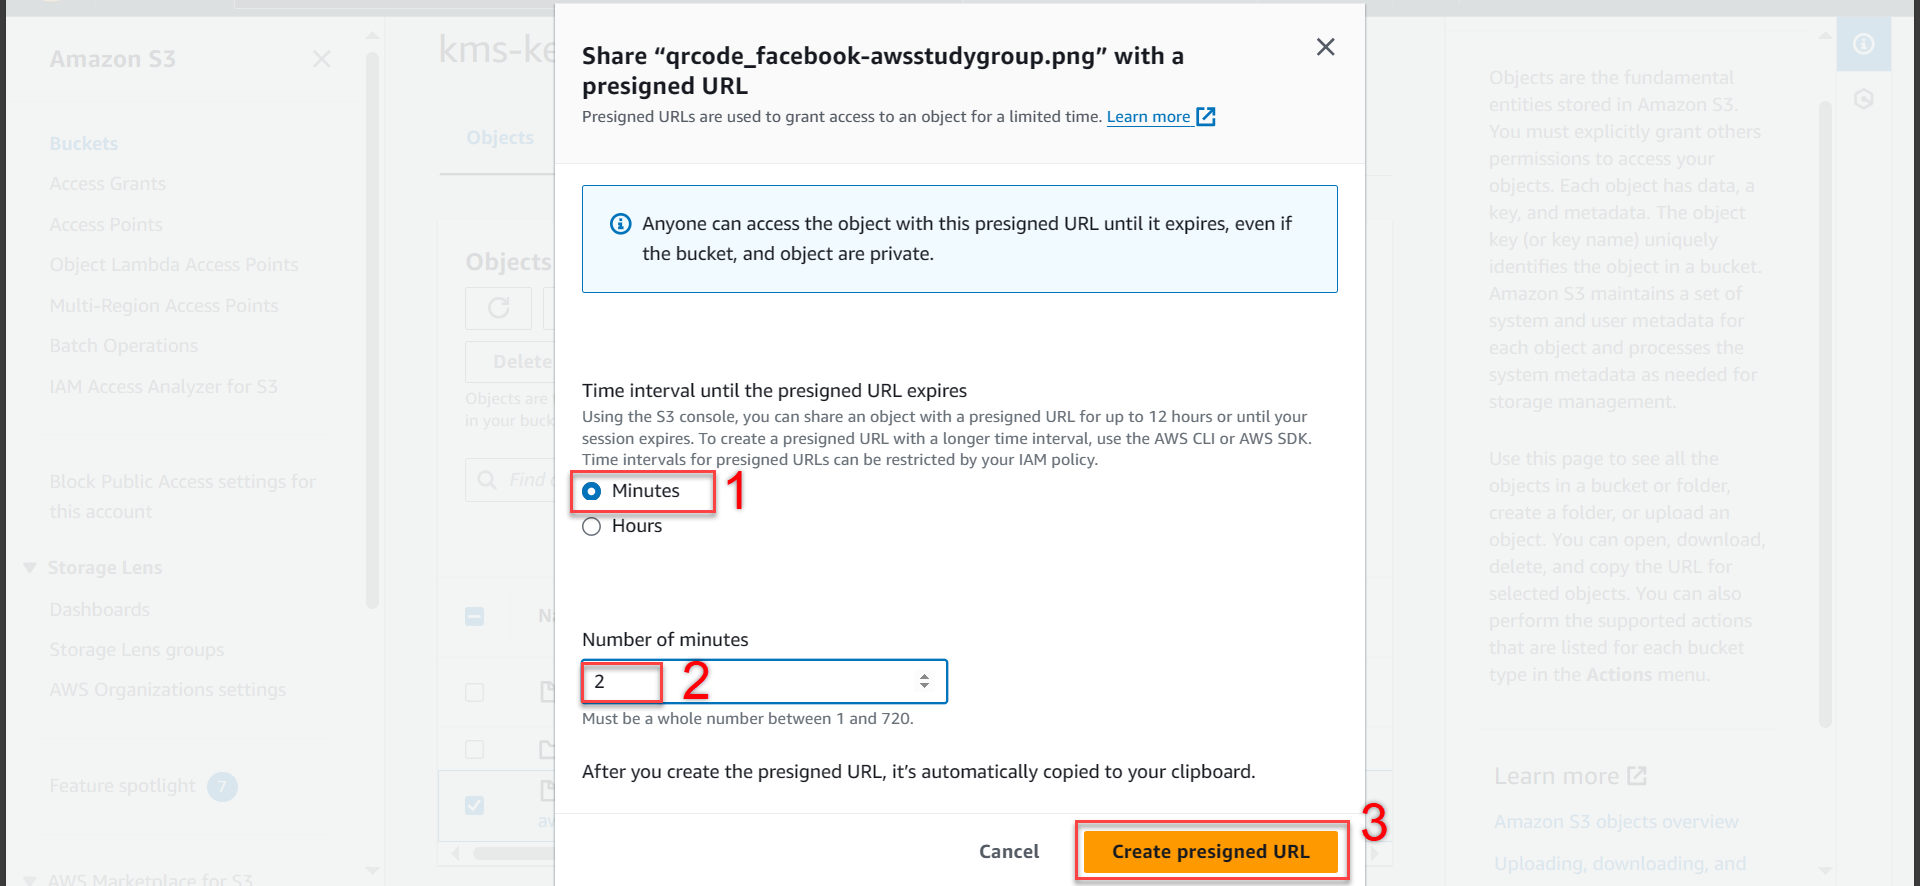 Amazon S3
Buckets
Access Grants
Access Points
Object Lambda Access Points
Multi-Region Access Points
Batch Operations
IAM Access Analyzer for S3
Block Public Access settings for
this account
Storage Lens
Dashboards
Storage Lens groups
AWS Organizations settings
Feature spotlight 7
AWS Marketplace for S3
kms-ke
Objects
Objects
Delete
Objects are
in your buck
Find
Na
aw
Share “qrcode_facebook-awsstudygroup.png” with a
presigned URL
Presigned URLs are used to grant access to an object for a limited time. Learn more
Anyone can access the object with this presigned URL until it expires, even if
the bucket, and object are private.
Time interval until the presigned URL expires
Using the S3 console, you can share an object with a presigned URL for up to 12 hours or until your
session expires. To create a presigned URL with a longer time interval, use the AWS CLI or AWS SDK.
Time intervals for presigned URLs can be restricted by your IAM policy.
Minutes 1
Hours
Number of minutes
2 2
Must be a whole number between 1 and 720.
After you create the presigned URL, it’s automatically copied to your clipboard.
3
Cancel Create presigned URL
Objects are the fundamental
entities stored in Amazon S3.
You must explicitly grant others
permissions to access your
objects. Each object has data, a
key, and metadata. The object
key (or key name) uniquely
identifies the object in a bucket.
Amazon S3 maintains a set of
system and user metadata for
each object and processes the
system metadata as needed for
storage management.
Use this page to see all the
objects in a bucket or folder,
create a folder, or upload an
object. You can open, download,
delete, and copy the URL for
selected objects. You can also
perform the supported actions
that are listed for each bucket
type in the Actions menu.
Learn more
Amazon S3 objects overview
Uploading, downloading, and